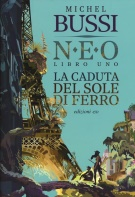 MICHEL
BUSSI
N·E·O
LIBRO UNO
LA CADUTA
DEL SOLE
DI FERRO
edizioni e/o